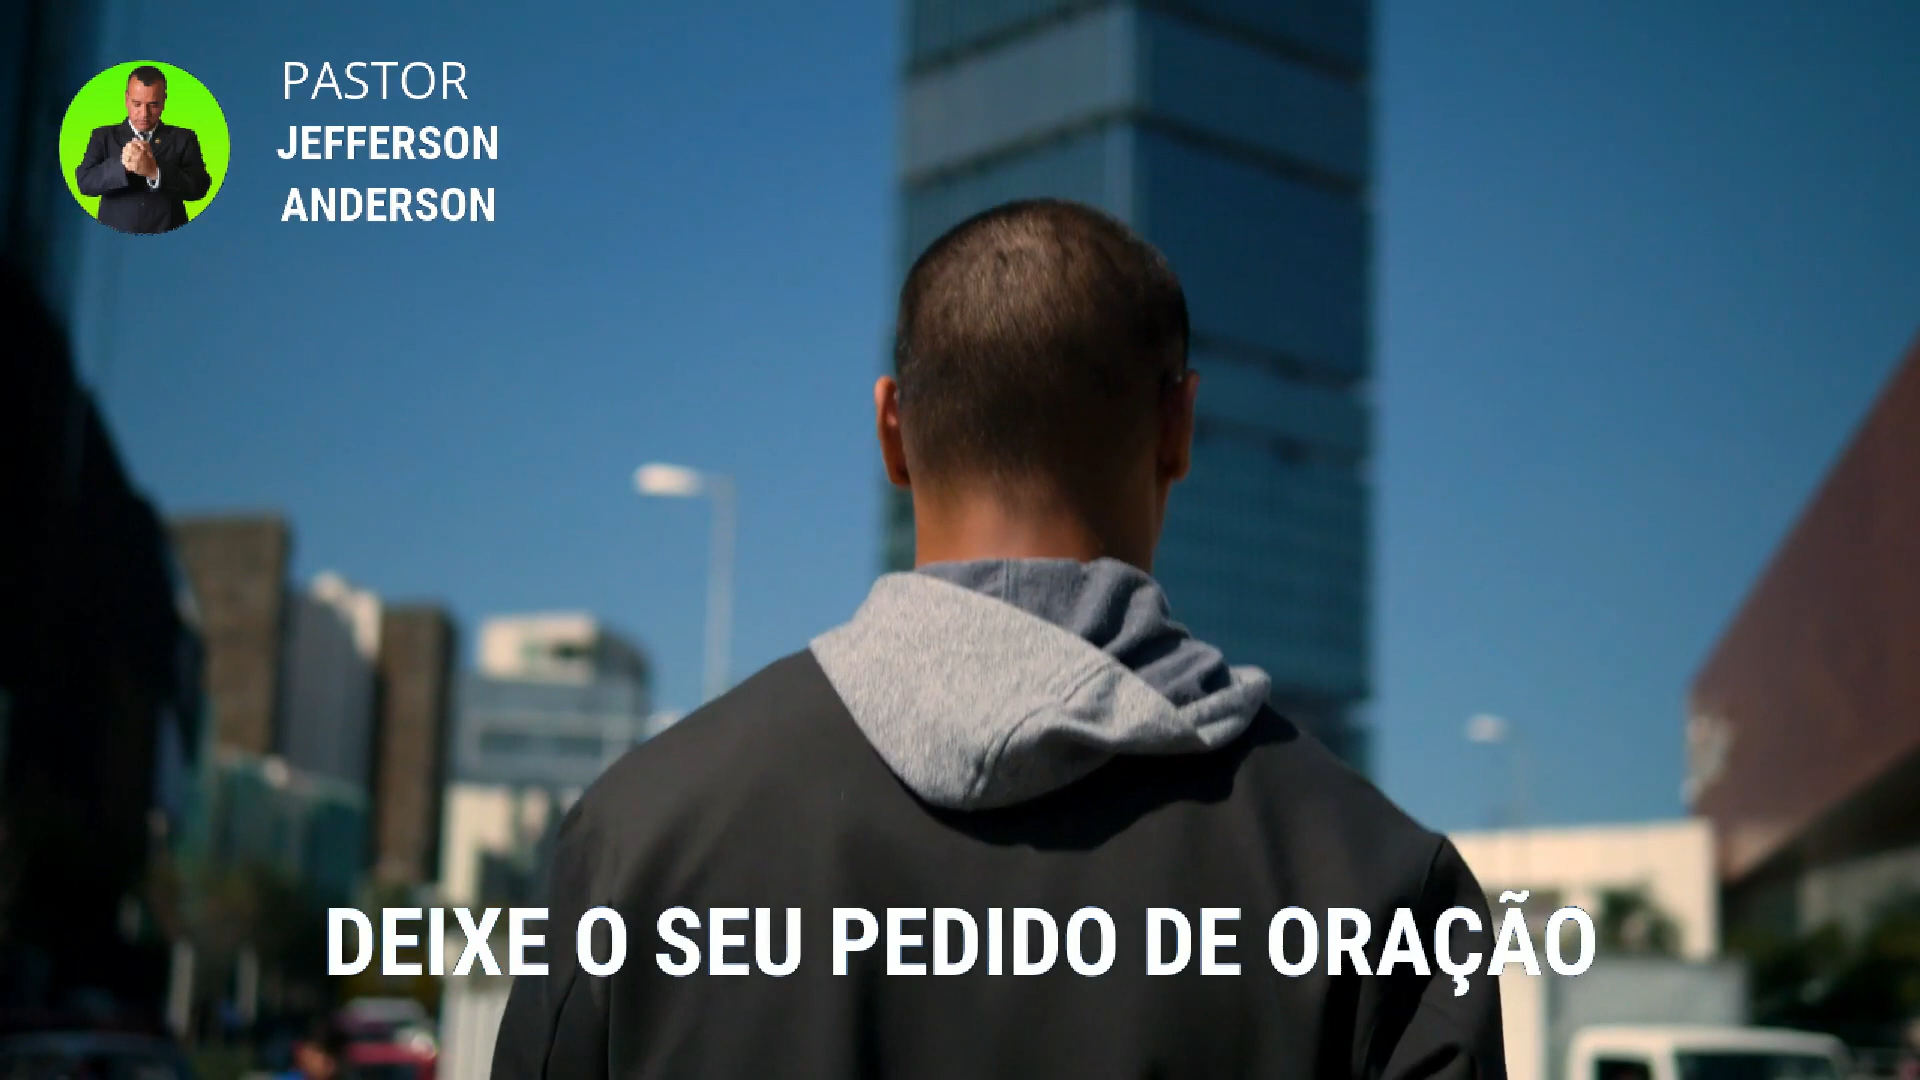 PASTOR
JEFFERSON
ANDERSON
DEIXE O SEU PEDIDO DE ORAÇÃO